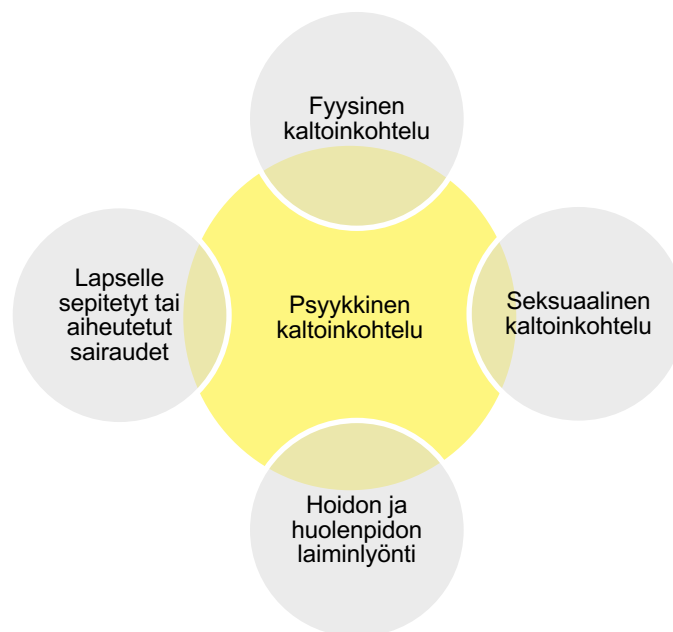 Fyysinen
kaltoinkohtelu
Lapselle
sepitetyt tai
aiheutetut
sairaudet
Psyykkinen
kaltoinkohtelu
Seksuaalinen
kaltoinkohtelu
Hoidon ja
huolenpidon
laiminlyönti